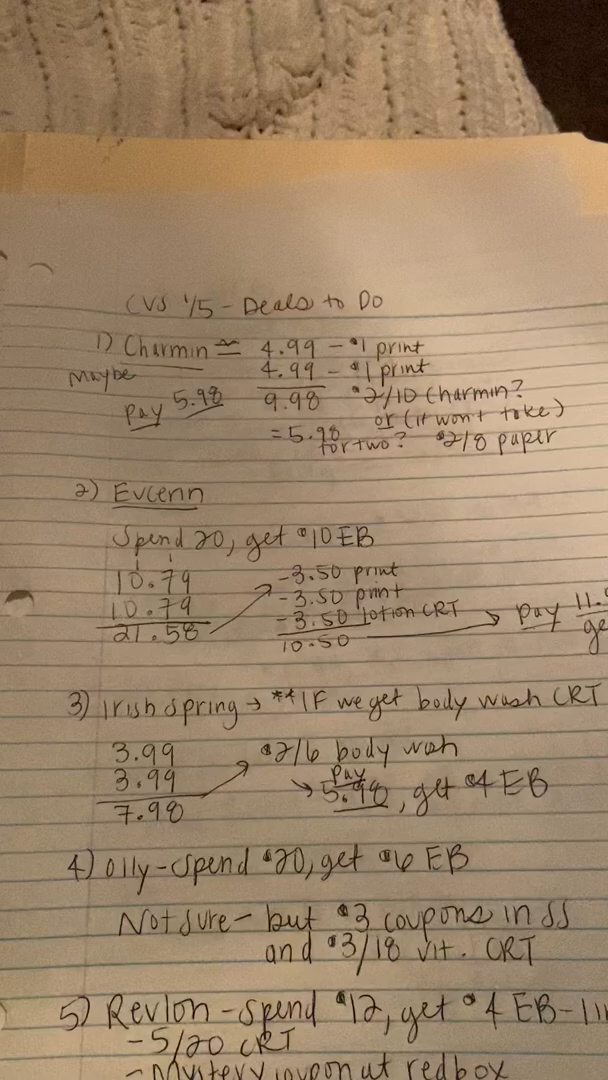 CVS 1/5 - Deals to Do
1) Charmin ≈ 4.99 - $1 print
Maybe 4.99 - $1 print
Pay 5.98 9.98 $2/10 Charmin?
or (it won't take)
= 5.98 for two? $2/8 paper
2) Eucerin
Spend 20, get $10 EB
10.79 -3.50 print
10.79 -3.50 print
21.58 -3.50 lotion CRT
10.50 → pay 11.
3) Irish Spring → **IF we get body wash CRT
3.99 $2/6 body wash
3.99 Pay
7.98 → 5.98, get $4 EB
4) Olly - Spend $20, get $6 EB
Not sure - but $3 coupons in SS
and $3/18 vit. CRT
5) Revlon - Spend $12, get $4 EB -
- 5/20 CRT
- Mystery coupon at redbox